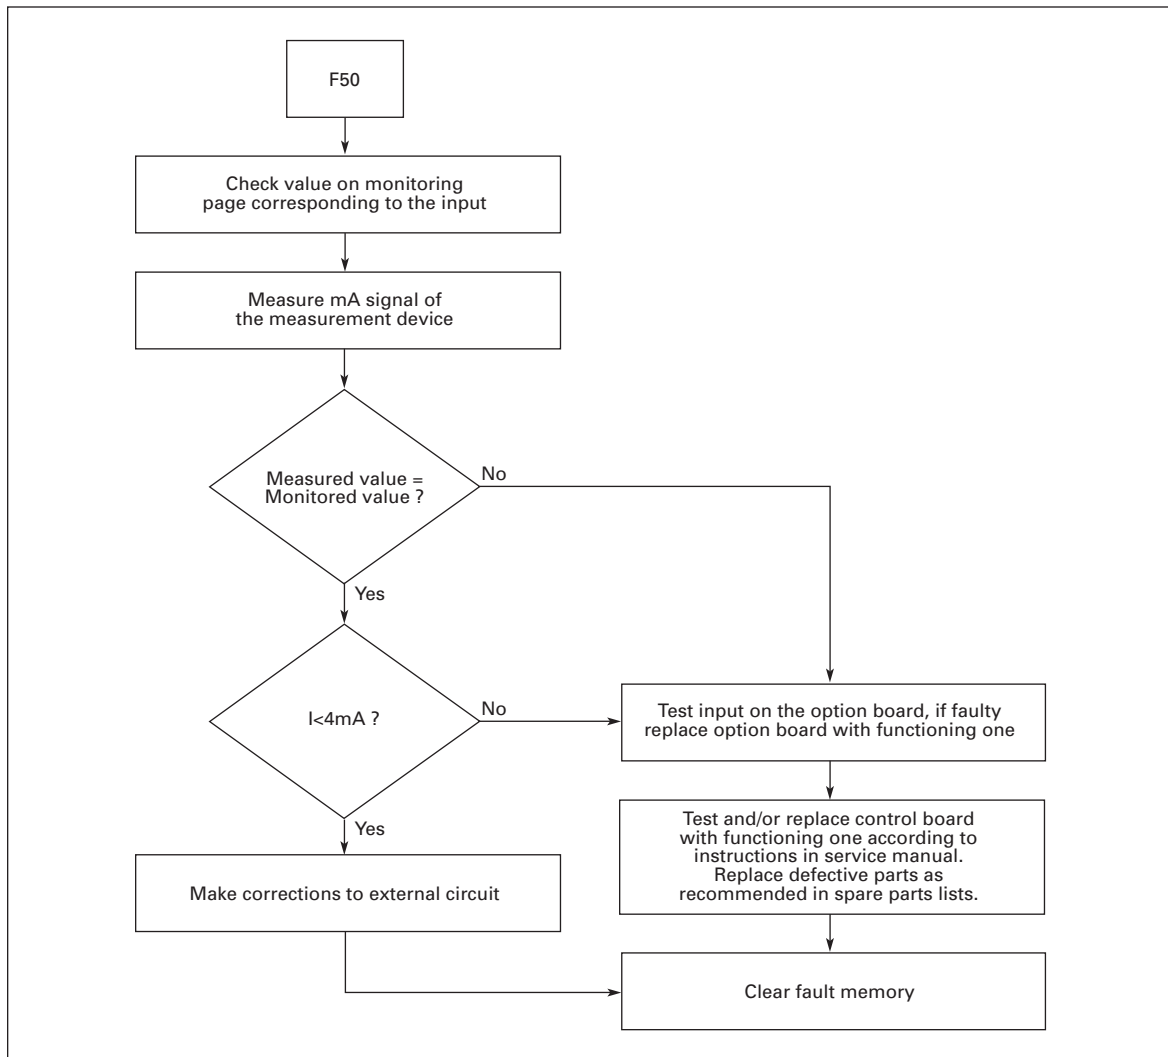 F50
Check value on monitoring
page corresponding to the input
Measure mA signal of
the measurement device
Measured value =
Monitored value ?
No
Yes
I<4mA ?
No
Test input on the option board, if faulty
replace option board with functioning one
Yes
Test and/or replace control board
with functioning one according to
instructions in service manual.
Replace defective parts as
recommended in spare parts lists.
Make corrections to external circuit
Clear fault memory